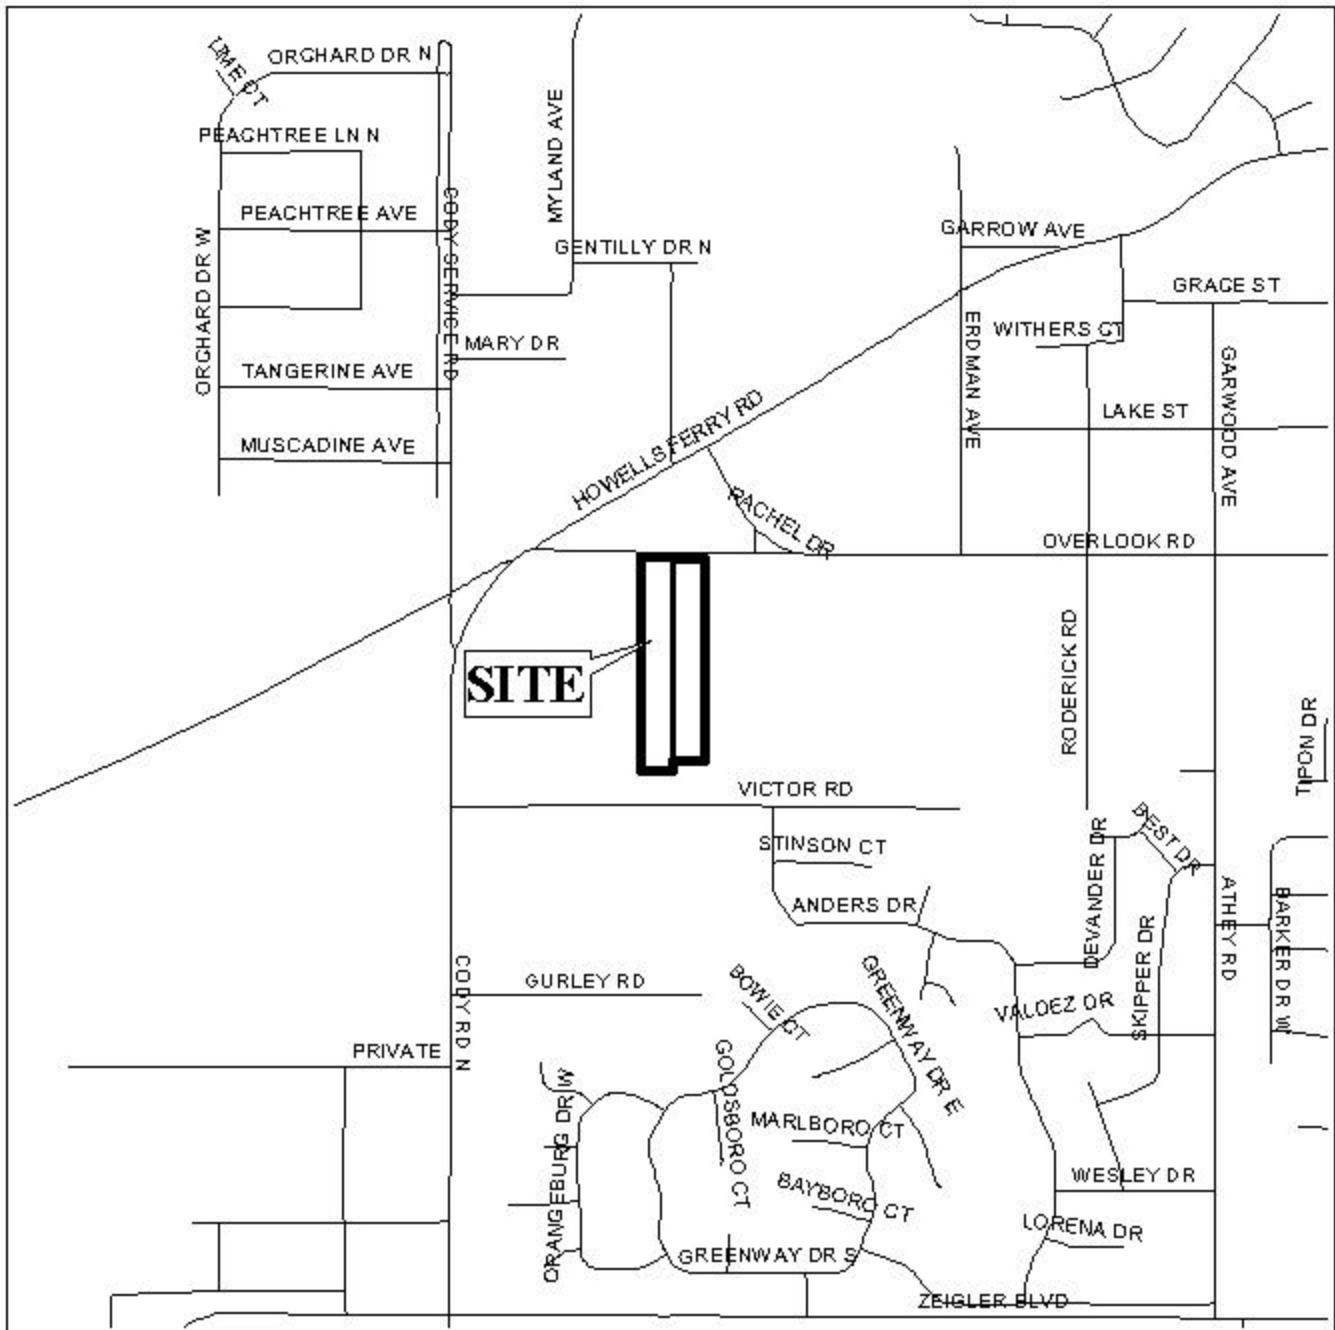 LIME CT
ORCHARD DR N
PEACHTREE LN N
MYLAND AVE
PEACHTREE AVE
CODY SERVICE RD
ORCHARD DR W
GENTILLY DR N
GARROW AVE
GRACE ST
MARY DR
ERDMAN AVE
WITHERS CT
TANGERINE AVE
GARWOOD AVE
HOWELLS FERRY RD
LAKE ST
MUSCADINE AVE
RACHEL DR
OVERLOOK RD
RODERICK RD
SITE
TIPON DR
VICTOR RD
STINSON CT
DEVANDER DR
BEST DR
ANDERS DR
ATHEY RD
BARKER DR W
SKIPPER DR
CODY RD N
GURLEY RD
BOWIE CT
GREENWAY DR E
VALDEZ DR
PRIVATE
GOLDSBORO CT
ORANGEBURG DR W
MARLBORO CT
BAYBORO CT
WESLEY DR
LORENA DR
GREENWAY DR S
ZEIGLER BLVD